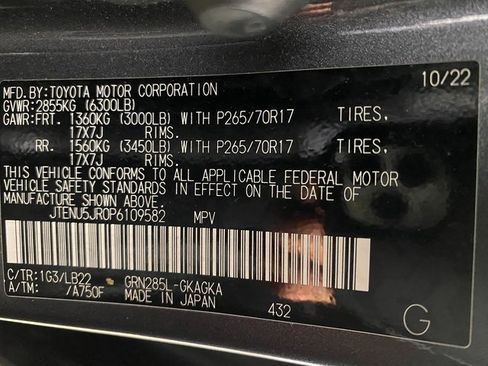 MFD.BY:TOYOTA MOTOR CORPORATION 10/22
GVWR:2855KG (6300LB)
GAWR:FRT. 1360KG (3000LB) WITH P265/70R17 TIRES,
17X7J RIMS.
RR. 1560KG (3450LB) WITH P265/70R17 TIRES,
17X7J RIMS.
THIS VEHICLE CONFORMS TO ALL APPLICABLE FEDERAL MOTOR
VEHICLE SAFETY STANDARDS IN EFFECT ON THE DATE OF
MANUFACTURE SHOWN ABOVE.
JTENU5JR0P6109582 MPV
C/TR:1G3/LB22 GRN285L-GKAGKA
A/TM: /A750F MADE IN JAPAN 432
G